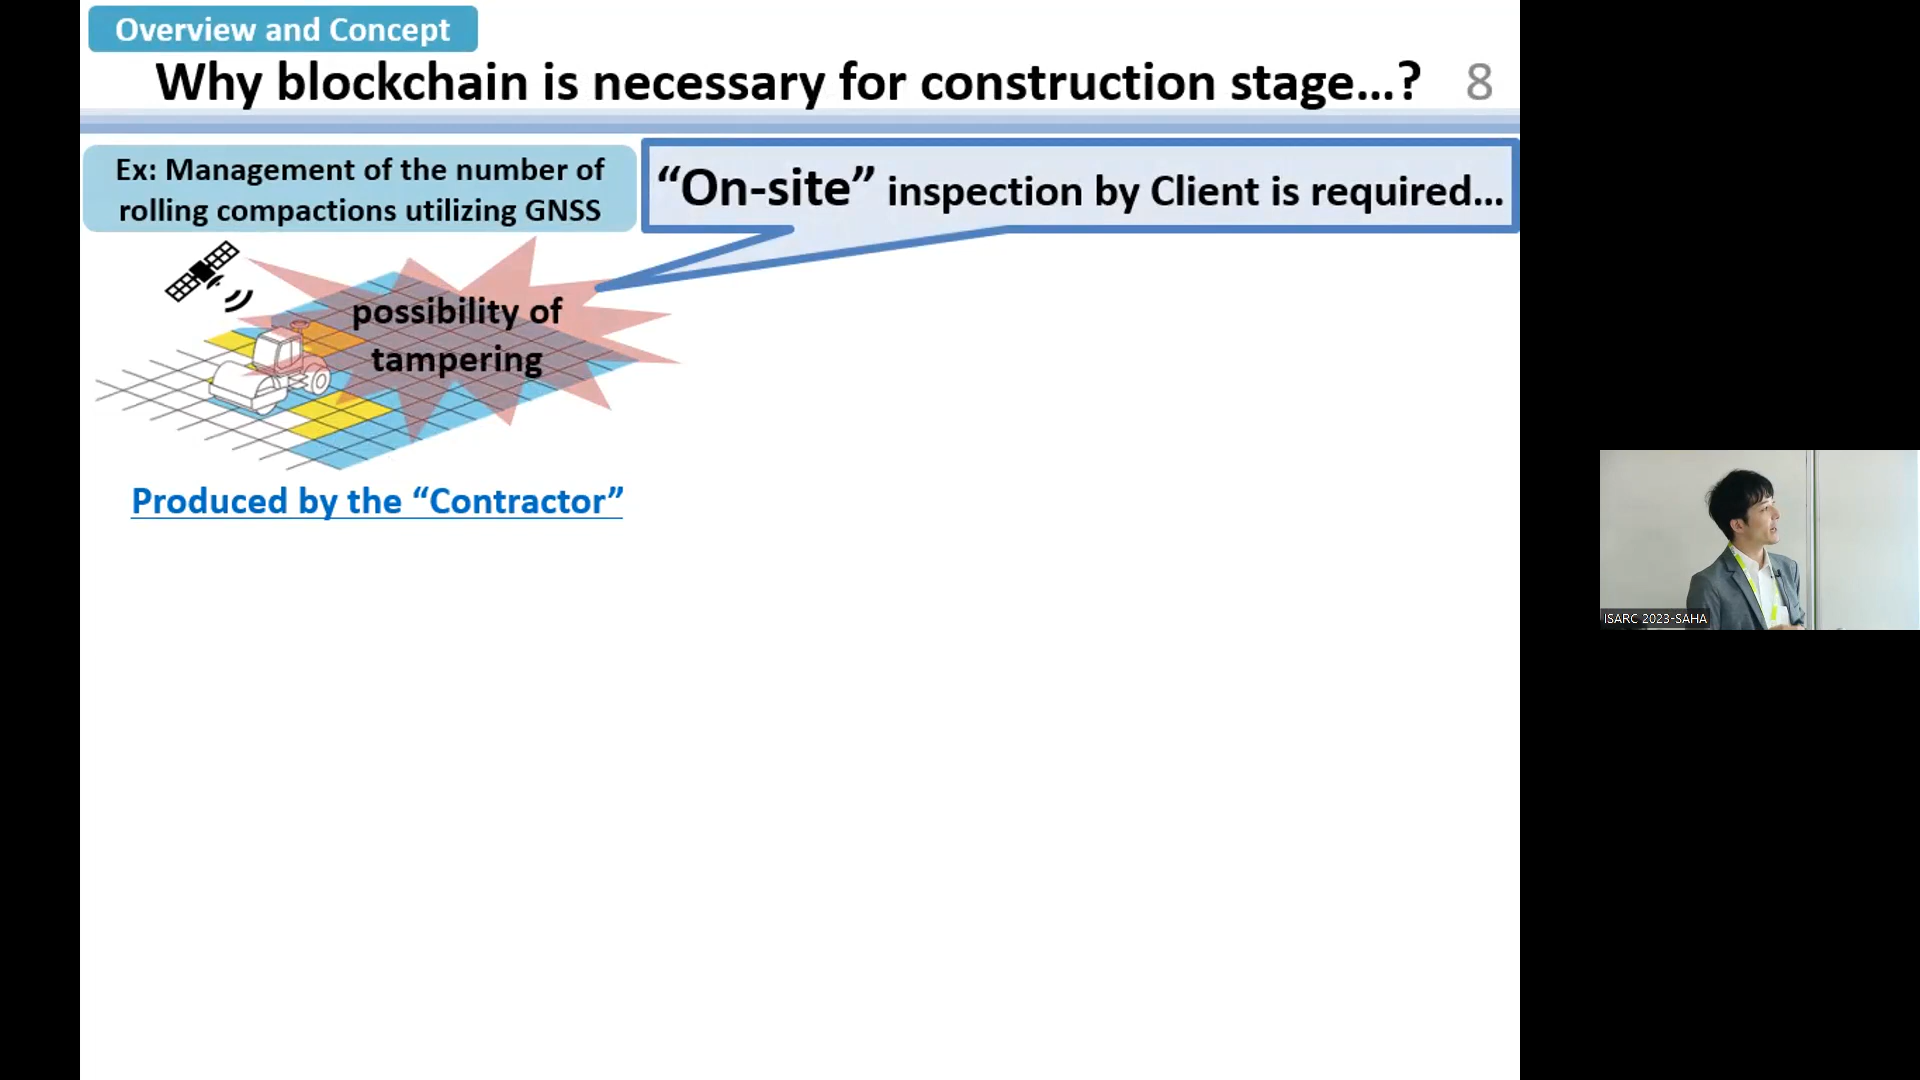 Overview and Concept
Why blockchain is necessary for construction stage...? 8
Ex: Management of the number of
rolling compactions utilizing GNSS
“On-site” inspection by Client is required...
possibility of
tampering
Produced by the “Contractor”
ISARC 2023-SAHA